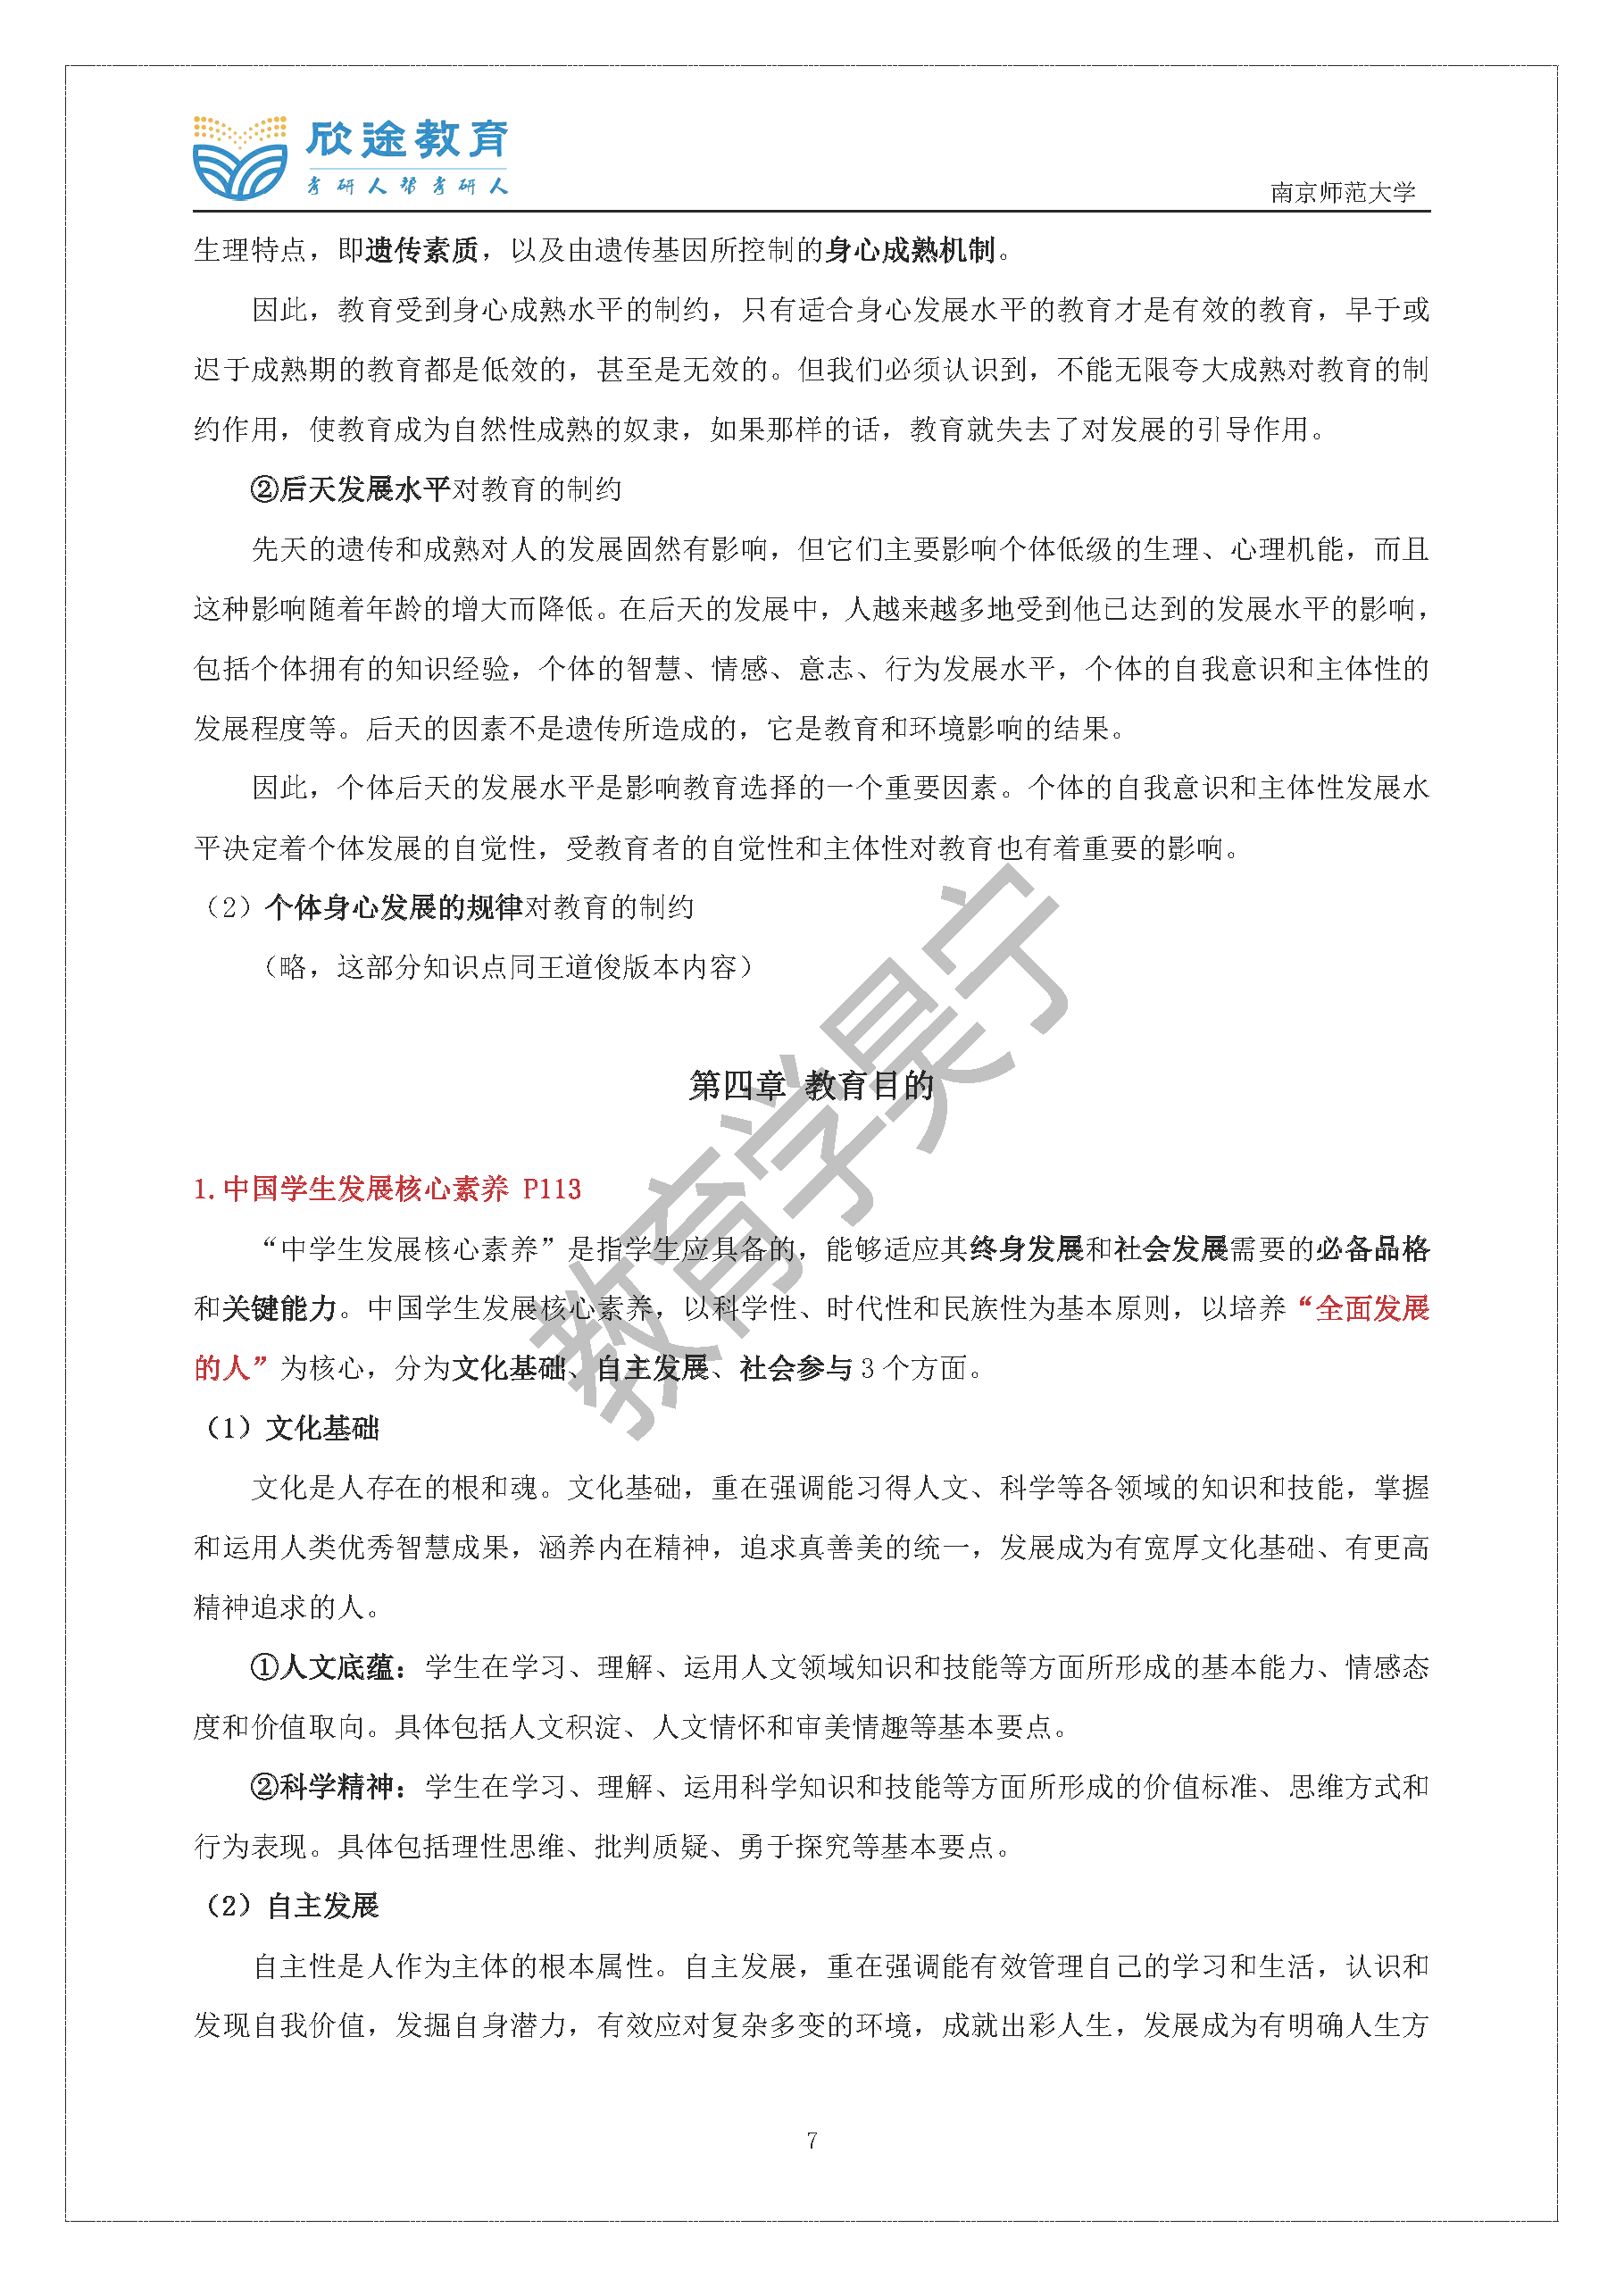 欣途教育
考研人帮考研人
南京师范大学
生理特点，即遗传素质，以及由遗传基因所控制的身心成熟机制。
因此，教育受到身心成熟水平的制约，只有适合身心发展水平的教育才是有效的教育，早于或
迟于成熟期的教育都是低效的，甚至是无效的。但我们必须认识到，不能无限夸大成熟对教育的制
约作用，使教育成为自然性成熟的奴隶，如果那样的话，教育就失去了对发展的引导作用。
②后天发展水平对教育的制约
先天的遗传和成熟对人的发展固然有影响，但它们主要影响个体低级的生理、心理机能，而且
这种影响随着年龄的增大而降低。在后天的发展中，人越来越多地受到他已达到的发展水平的影响，
包括个体拥有的知识经验，个体的智慧、情感、意志、行为发展水平，个体的自我意识和主体性的
发展程度等。后天的因素不是遗传所造成的，它是教育和环境影响的结果。
因此，个体后天的发展水平是影响教育选择的一个重要因素。个体的自我意识和主体性发展水
平决定着个体发展的自觉性，受教育者的自觉性和主体性对教育也有着重要的影响。
（2）个体身心发展的规律对教育的制约
（略，这部分知识点同王道俊版本内容）
第四章 教育目的
1.中国学生发展核心素养 P113
“中学生发展核心素养”是指学生应具备的，能够适应其终身发展和社会发展需要的必备品格
和关键能力。中国学生发展核心素养，以科学性、时代性和民族性为基本原则，以培养“全面发展
的人”为核心，分为文化基础、自主发展、社会参与 3 个方面。
（1）文化基础
文化是人存在的根和魂。文化基础，重在强调能习得人文、科学等各领域的知识和技能，掌握
和运用人类优秀智慧成果，涵养内在精神，追求真善美的统一，发展成为有宽厚文化基础、有更高
精神追求的人。
①人文底蕴：学生在学习、理解、运用人文领域知识和技能等方面所形成的基本能力、情感态
度和价值取向。具体包括人文积淀、人文情怀和审美情趣等基本要点。
②科学精神：学生在学习、理解、运用科学知识和技能等方面所形成的价值标准、思维方式和
行为表现。具体包括理性思维、批判质疑、勇于探究等基本要点。
（2）自主发展
自主性是人作为主体的根本属性。自主发展，重在强调能有效管理自己的学习和生活，认识和
发现自我价值，发掘自身潜力，有效应对复杂多变的环境，成就出彩人生，发展成为有明确人生方
7
教育学昊宁